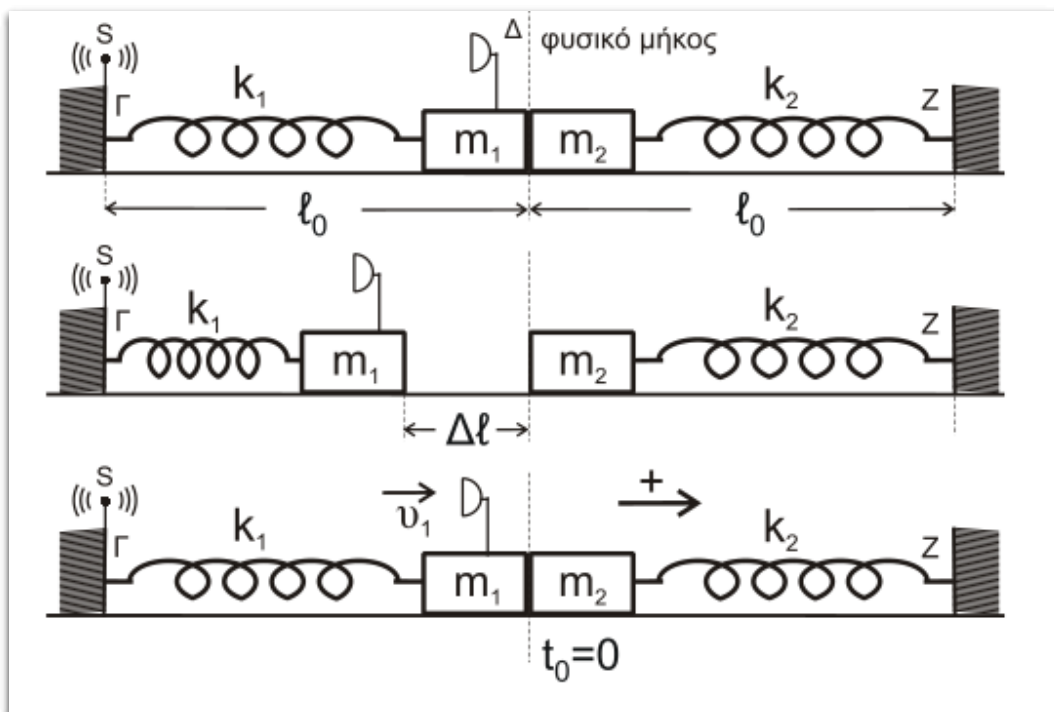 S Δ φυσικό μήκος
Γ k₁ k₂ Z
m₁ m₂
ℓ₀ ℓ₀
S
Γ k₁ k₂ Z
m₁ m₂
Δℓ
S υ₁ +
Γ k₁ k₂ Z
m₁ m₂
t₀=0